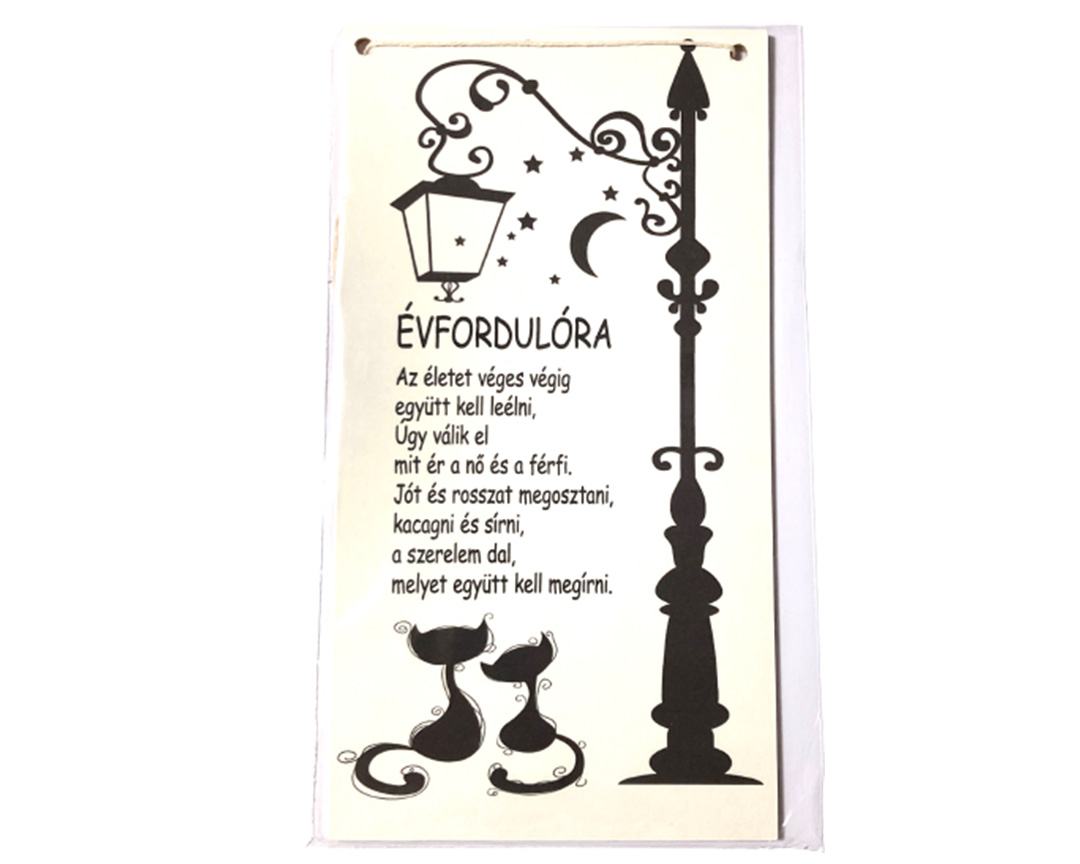 ÉVFORDULÓRA
Az életet véges végig
együtt kell leélni,
Úgy válik el
mit ér a nő és a férfi.
Jót és rosszat megosztani,
kacagni és sírni,
a szerelem dal,
melyet együtt kell megírni.